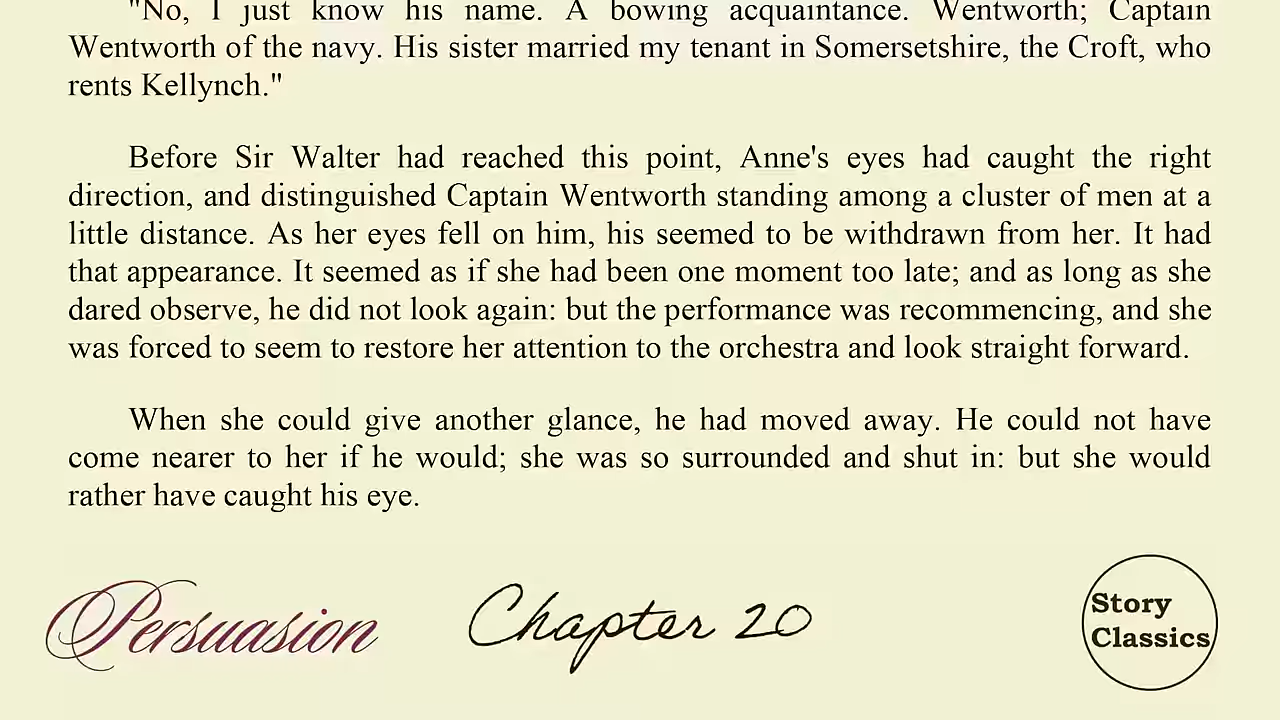 "No, I just know his name. A bowing acquaintance. Wentworth; Captain
Wentworth of the navy. His sister married my tenant in Somersetshire, the Croft, who
rents Kellynch."
Before Sir Walter had reached this point, Anne's eyes had caught the right
direction, and distinguished Captain Wentworth standing among a cluster of men at a
little distance. As her eyes fell on him, his seemed to be withdrawn from her. It had
that appearance. It seemed as if she had been one moment too late; and as long as she
dared observe, he did not look again: but the performance was recommencing, and she
was forced to seem to restore her attention to the orchestra and look straight forward.
When she could give another glance, he had moved away. He could not have
come nearer to her if he would; she was so surrounded and shut in: but she would
rather have caught his eye.
Persuasion
Chapter 20
Story
Classics